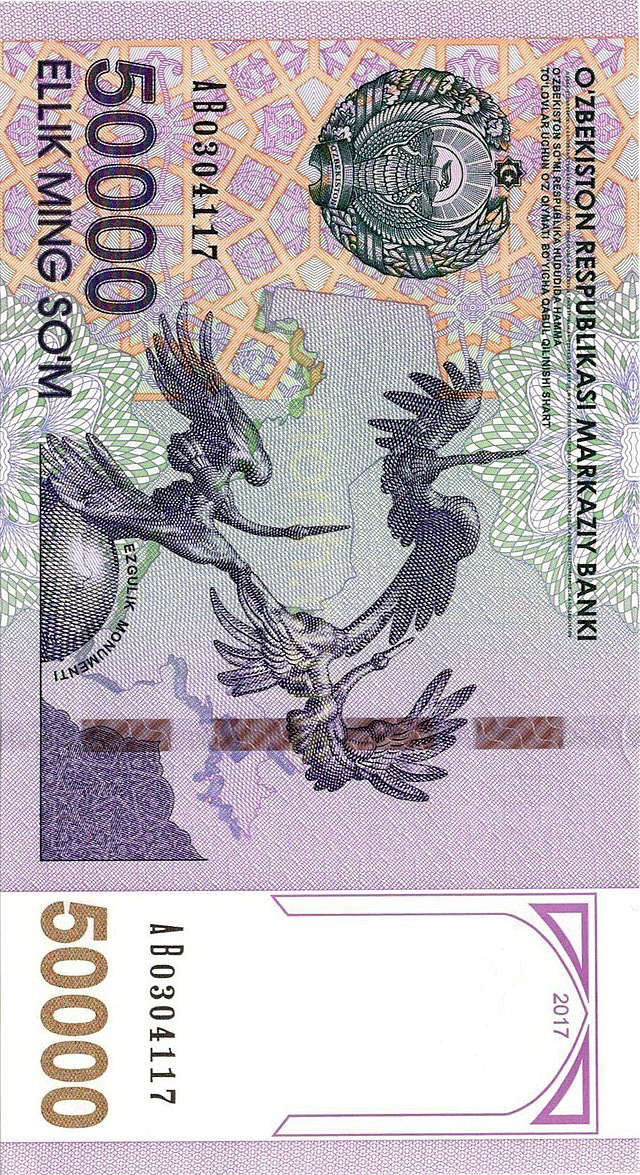 O'ZBEKISTON RESPUBLIKASI MARKAZIY BANKI
O'ZBEKISTON SO'MI RESPUBLIKA HUDUDIDA HAMMA
TO'LOVLAR UCHUN O'Z QIYMATI BO'YICHA QABUL QILINISHI SHART
2017
O'ZBEKISTON
AB0304117
AB0304117
EZGULIK MONUMENTI
50000
ELLIK MING SO'M
50000